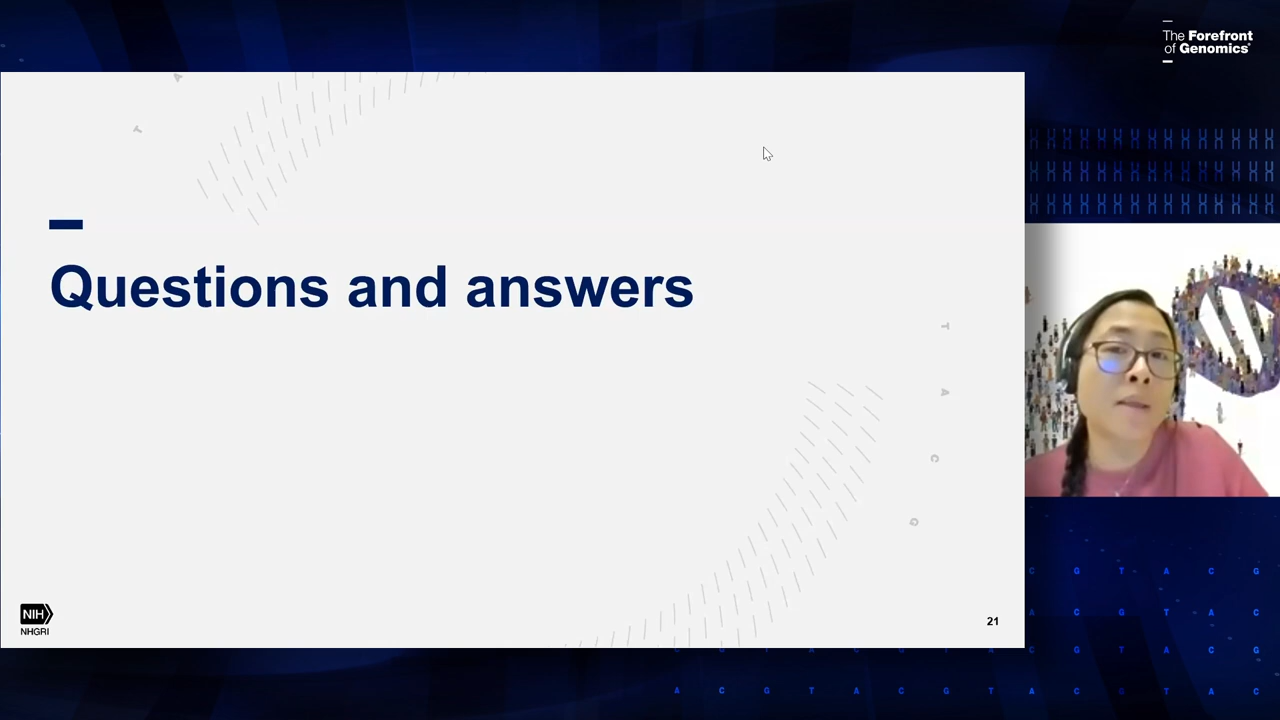 The Forefront
of Genomics®
T
A
Questions and answers
T
A
C
G
NIH
NHGRI
21
C G T A C G
A C G T A C
C G T A C G T A C G T A C G
A C G T A C G T A C G T A C